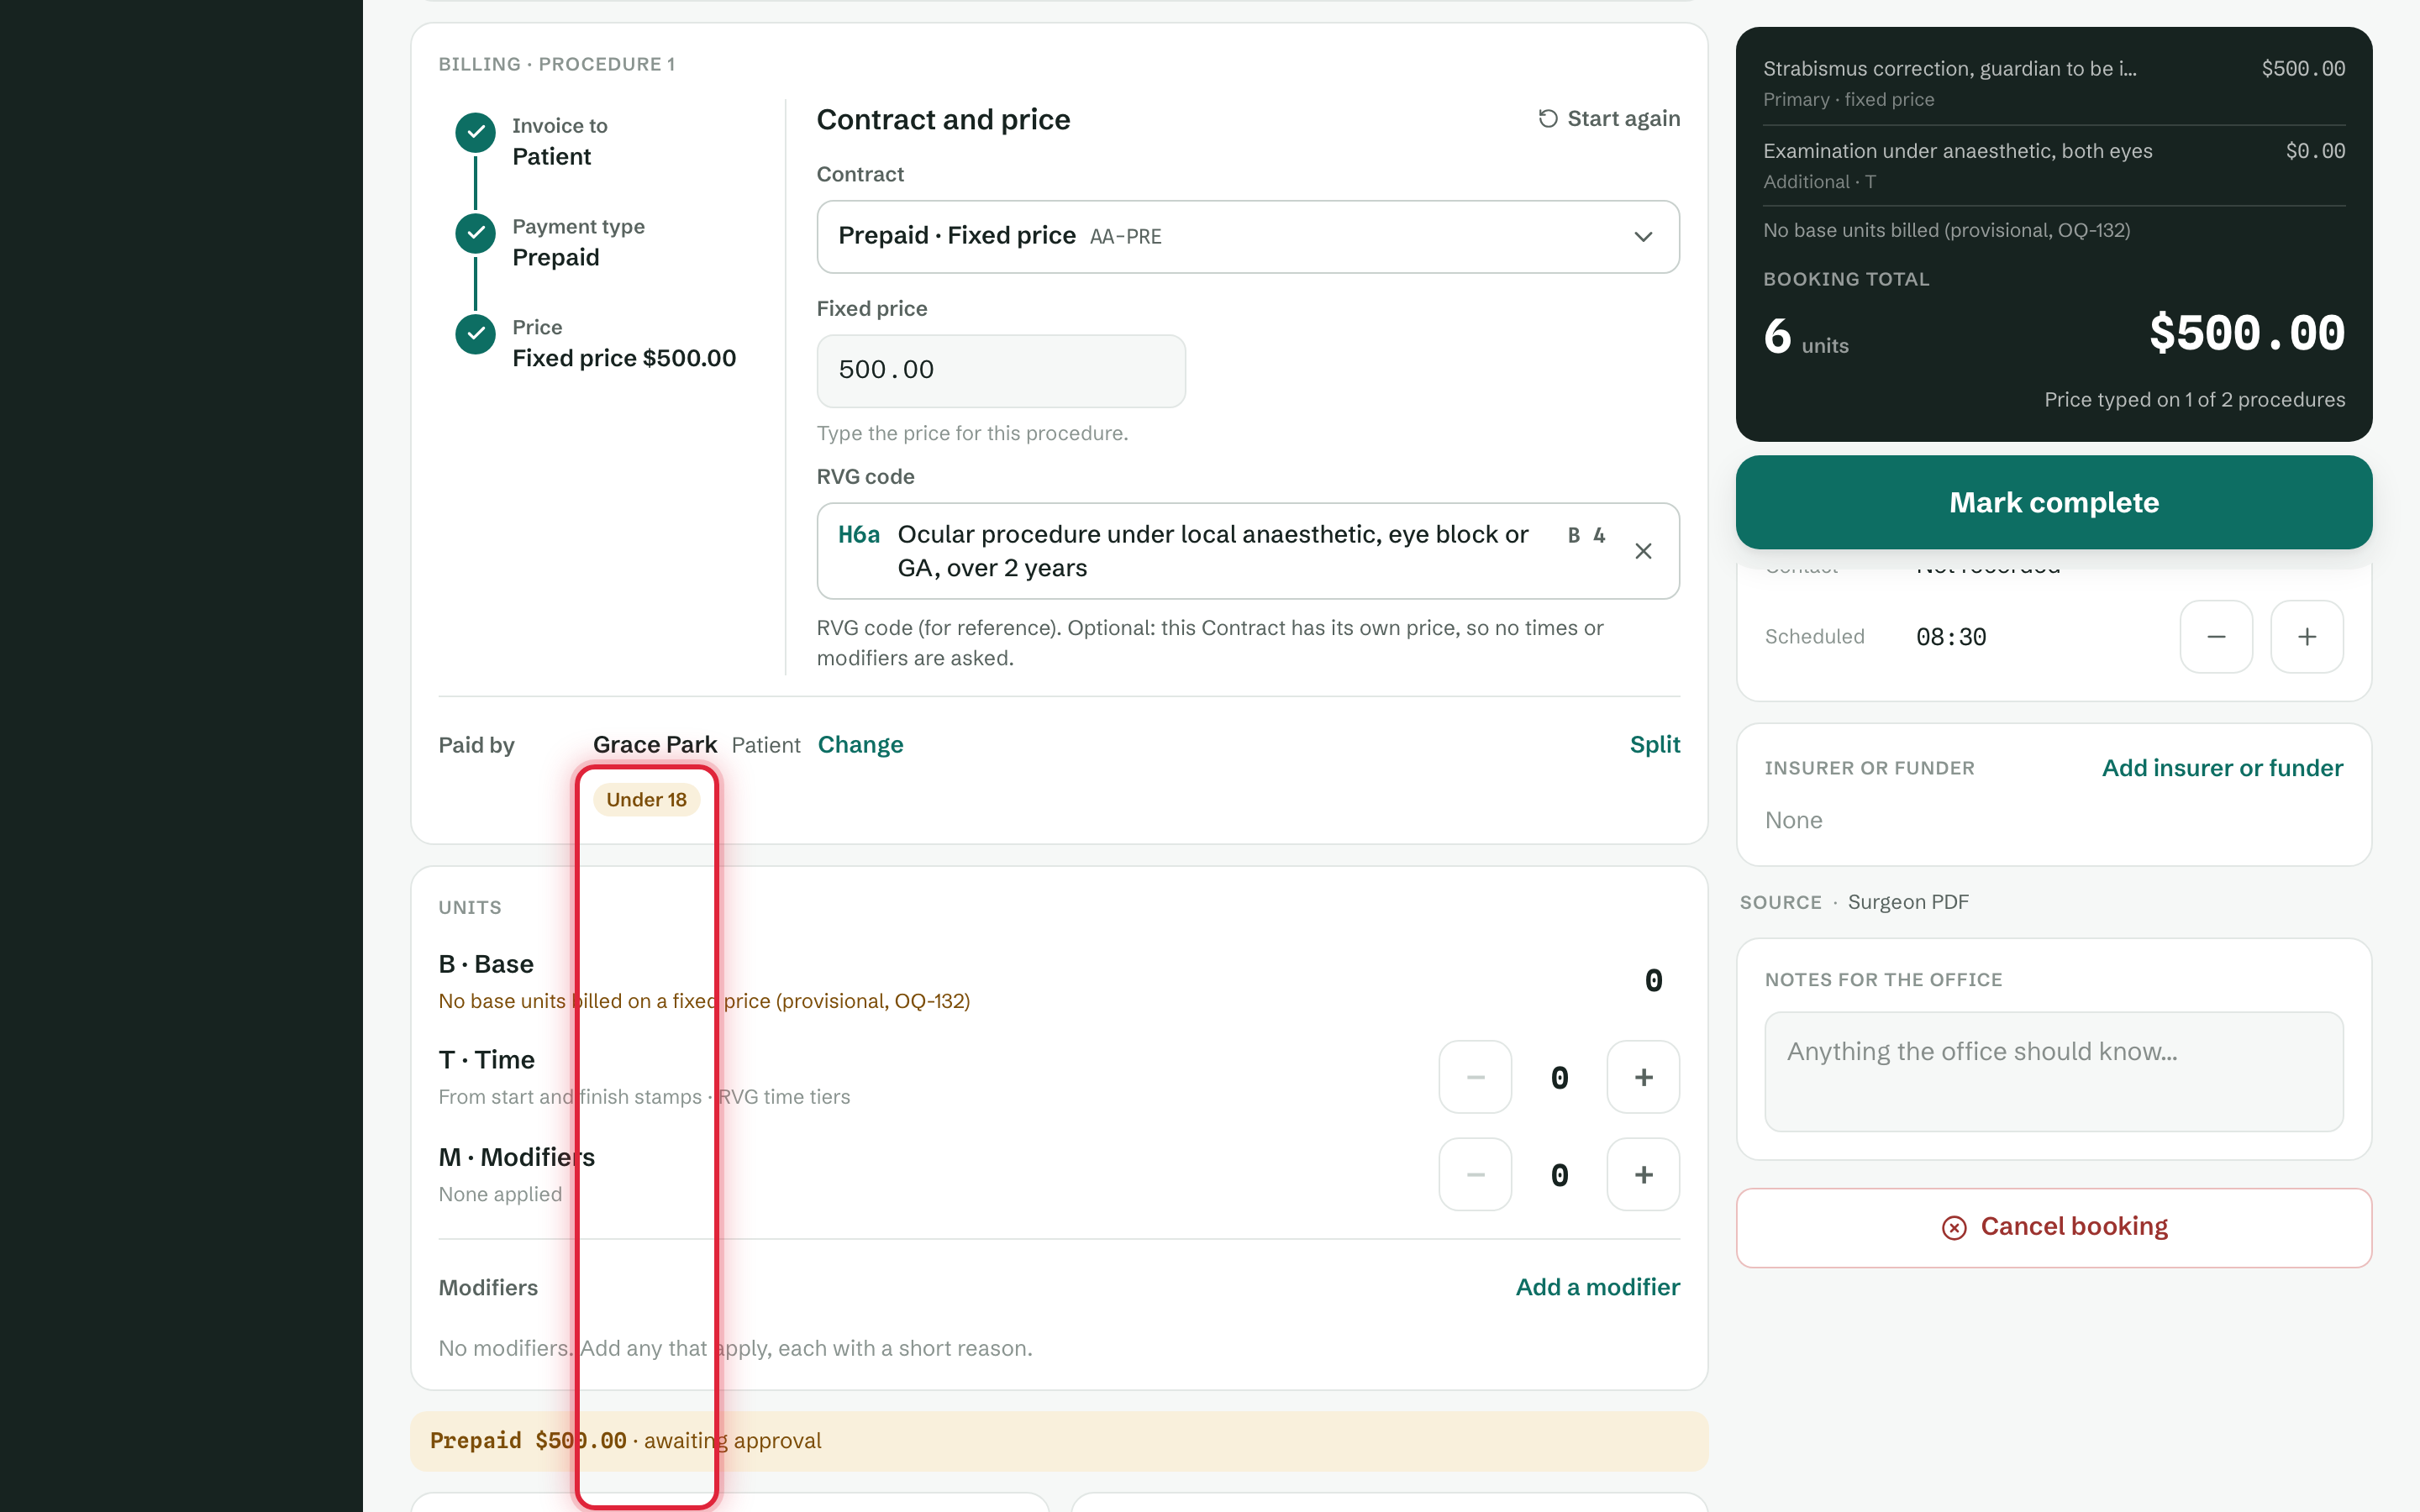 BILLING · PROCEDURE 1
Invoice to
Patient
Payment type
Prepaid
Price
Fixed price $500.00
Contract and price
Start again
Contract
Prepaid · Fixed price AA-PRE
Fixed price
500.00
Type the price for this procedure.
RVG code
H6a Ocular procedure under local anaesthetic, eye block or B 4
GA, over 2 years
RVG code (for reference). Optional: this Contract has its own price, so no times or
modifiers are asked.
Paid by Grace Park Patient Change Split
Under 18
UNITS
B · Base
No base units billed on a fixed price (provisional, OQ-132)
0
T · Time
From start and finish stamps · RVG time tiers
0
M · Modifiers
None applied
0
Modifiers Add a modifier
No modifiers. Add any that apply, each with a short reason.
Prepaid $500.00 · awaiting approval
Strabismus correction, guardian to be i... $500.00
Primary · fixed price
Examination under anaesthetic, both eyes $0.00
Additional · T
No base units billed (provisional, OQ-132)
BOOKING TOTAL
6 units $500.00
Price typed on 1 of 2 procedures
Mark complete
Scheduled 08:30
INSURER OR FUNDER Add insurer or funder
None
SOURCE · Surgeon PDF
NOTES FOR THE OFFICE
Anything the office should know...
Cancel booking